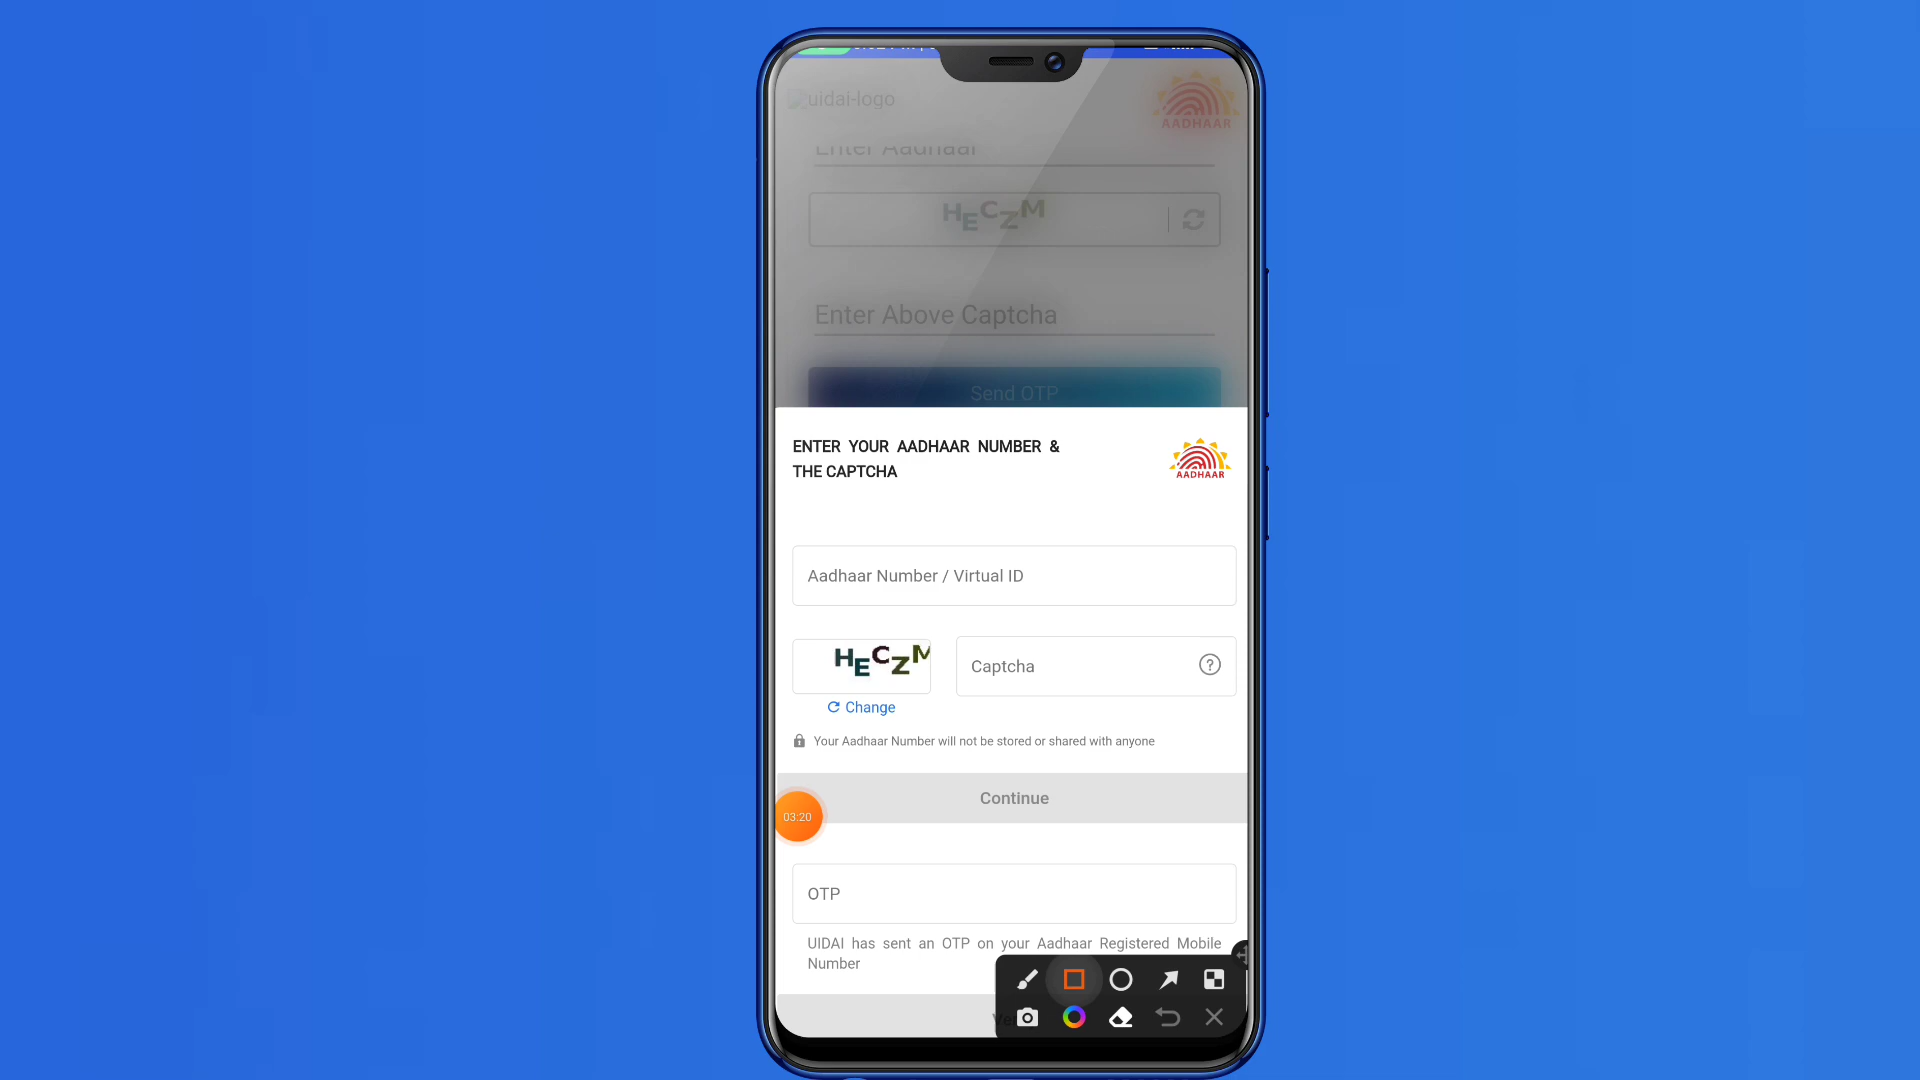 uidai-logo
AADHAAR
Enter Aadhaar
HECZM
Enter Above Captcha
Send OTP
ENTER YOUR AADHAAR NUMBER &
THE CAPTCHA
AADHAAR
Aadhaar Number / Virtual ID
HECZM
Captcha
?
Change
Your Aadhaar Number will not be stored or shared with anyone
Continue
03:20
OTP
UIDAI has sent an OTP on your Aadhaar Registered Mobile
Number